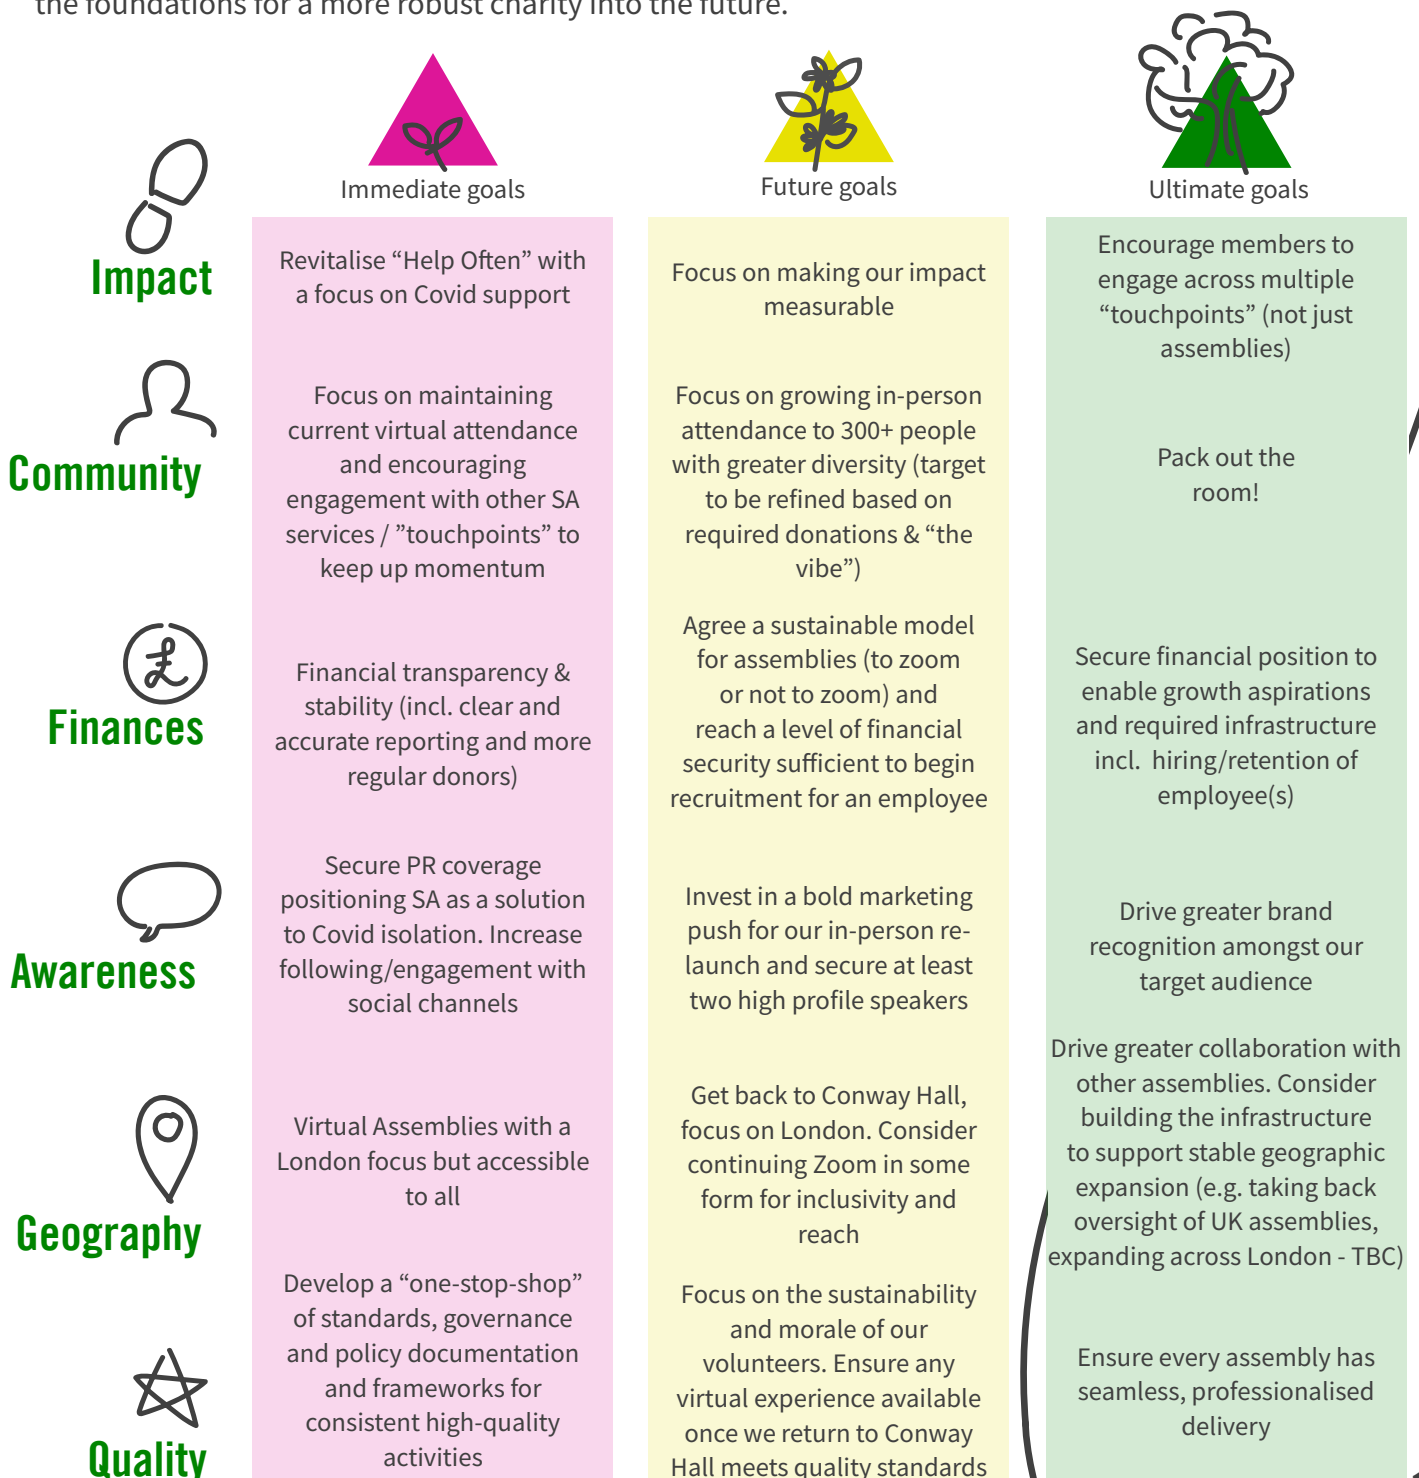 the foundations for a more robust charity into the future.
Immediate goals
Future goals
Ultimate goals
Impact
Revitalise “Help Often” with
a focus on Covid support
Focus on making our impact
measurable
Encourage members to
engage across multiple
“touchpoints” (not just
assemblies)
Community
Focus on maintaining
current virtual attendance
and encouraging
engagement with other SA
services / ”touchpoints” to
keep up momentum
Focus on growing in-person
attendance to 300+ people
with greater diversity (target
to be refined based on
required donations & “the
vibe”)
Pack out the
room!
Finances
Financial transparency &
stability (incl. clear and
accurate reporting and more
regular donors)
Agree a sustainable model
for assemblies (to zoom
or not to zoom) and
reach a level of financial
security sufficient to begin
recruitment for an employee
Secure financial position to
enable growth aspirations
and required infrastructure
incl. hiring/retention of
employee(s)
Awareness
Secure PR coverage
positioning SA as a solution
to Covid isolation. Increase
following/engagement with
social channels
Invest in a bold marketing
push for our in-person re-
launch and secure at least
two high profile speakers
Drive greater brand
recognition amongst our
target audience
Geography
Virtual Assemblies with a
London focus but accessible
to all
Get back to Conway Hall,
focus on London. Consider
continuing Zoom in some
form for inclusivity and
reach
Drive greater collaboration with
other assemblies. Consider
building the infrastructure
to support stable geographic
expansion (e.g. taking back
oversight of UK assemblies,
expanding across London - TBC)
Quality
Develop a “one-stop-shop”
of standards, governance
and policy documentation
and frameworks for
consistent high-quality
activities
Focus on the sustainability
and morale of our
volunteers. Ensure any
virtual experience available
once we return to Conway
Hall meets quality standards
Ensure every assembly has
seamless, professionalised
delivery